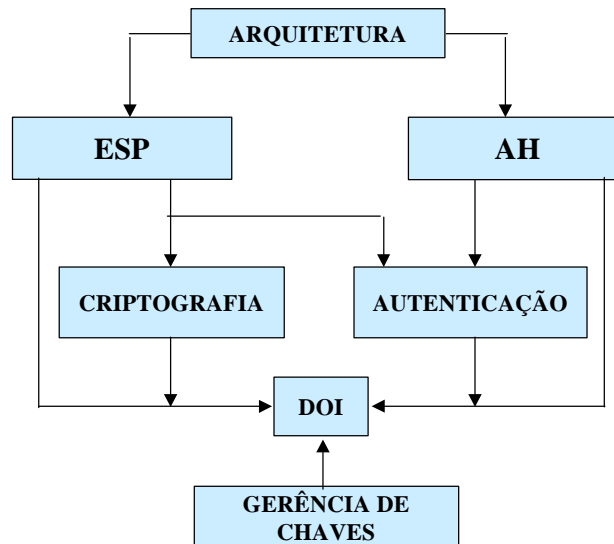 ARQUITETURA
ESP
AH
CRIPTOGRAFIA
AUTENTICAÇÃO
DOI
GERÊNCIA DE
CHAVES